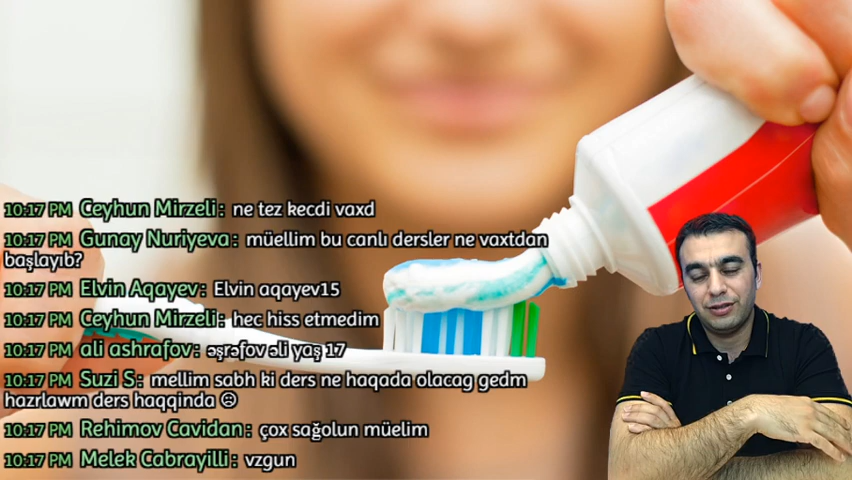 10:17 PM Ceyhun Mirzeli: ne tez kecdi vaxd
10:17 PM Gunay Nuriyeva: müellim bu canlı dersler ne vaxtdan
başlayıb?
10:17 PM Elvin Aqayev: Elvin aqayev15
10:17 PM Ceyhun Mirzeli: hec hiss etmedim
10:17 PM ali ashrafov: əşrəfov əli yaş 17
10:17 PM Suzi S: mellim sabh ki ders ne haqada olacag gedm
hazrlawm ders haqqinda ☹
10:17 PM Rehimov Cavidan: çox sağolun müelim
10:17 PM Melek Cabrayilli: vzgun